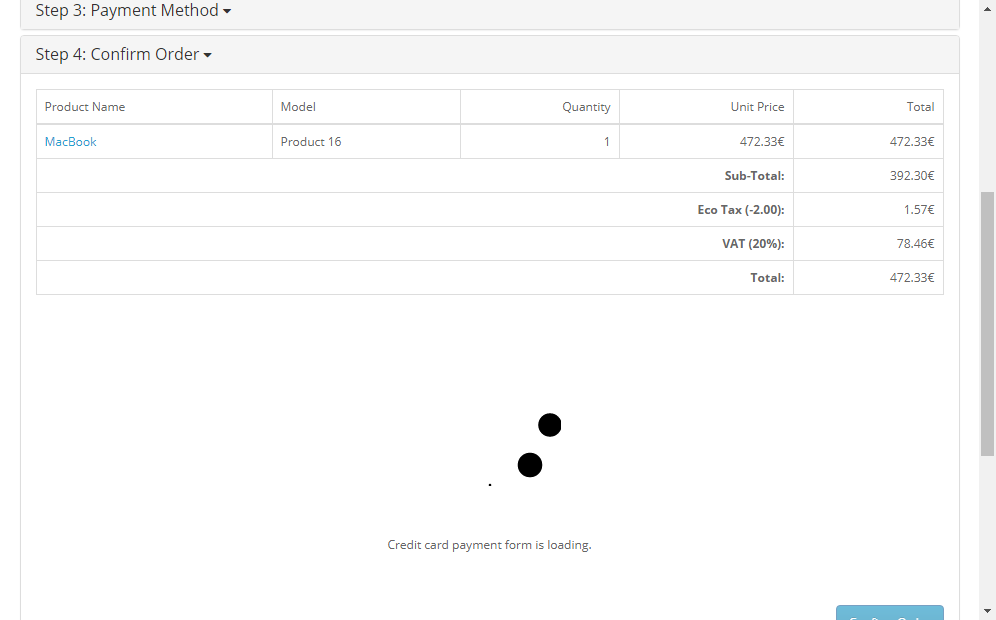 Step 3: Payment Method
Step 4: Confirm Order
Product Name Model Quantity Unit Price Total
MacBook Product 16 1 472.33€ 472.33€
Sub-Total: 392.30€
Eco Tax (-2.00): 1.57€
VAT (20%): 78.46€
Total: 472.33€
Credit card payment form is loading.